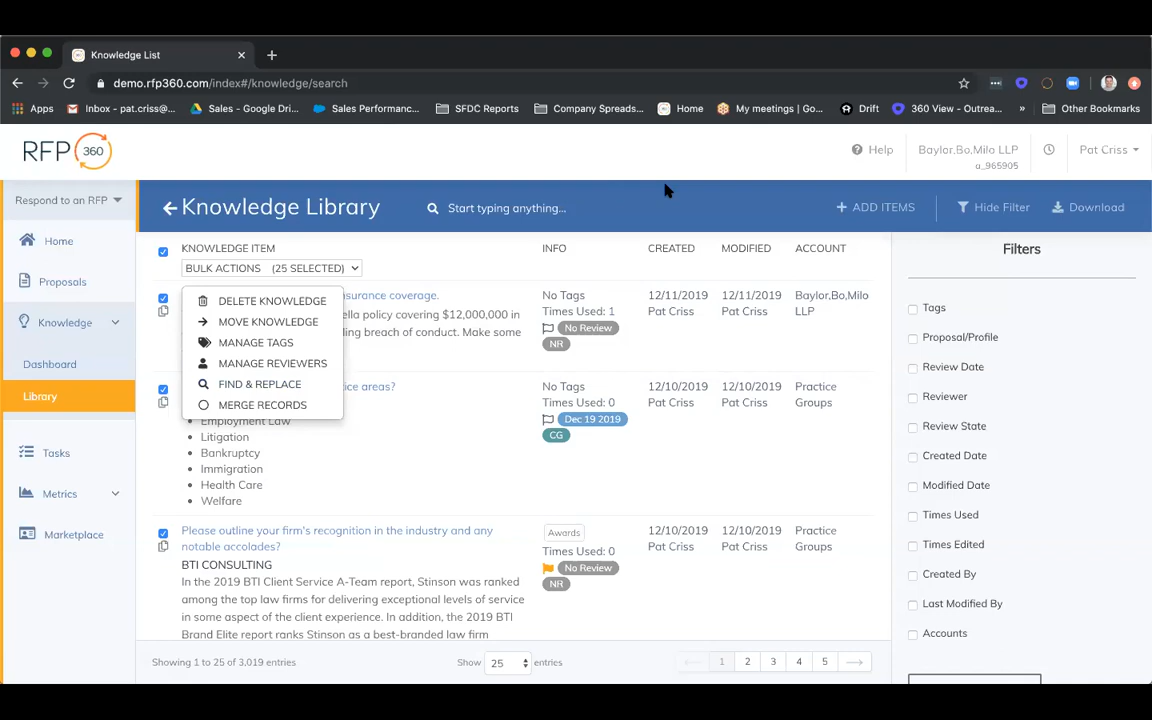 Knowledge List
demo.rfp360.com/index#/knowledge/search
Apps
Inbox - pat.criss@...
Sales - Google Dri...
Sales Performanc...
SFDC Reports
Company Spreads...
Home
My meetings | Go...
Drift
360 View - Outrea...
»
Other Bookmarks
RFP 360
Help
Baylor,Bo,Milo LLP
a_965905
Pat Criss
Respond to an RFP
Home
Proposals
Knowledge
Dashboard
Library
Tasks
Metrics
Marketplace
Knowledge Library
Start typing anything...
+ ADD ITEMS
Hide Filter
Download
KNOWLEDGE ITEM
INFO
CREATED
MODIFIED
ACCOUNT
BULK ACTIONS (25 SELECTED)
DELETE KNOWLEDGE
MOVE KNOWLEDGE
MANAGE TAGS
MANAGE REVIEWERS
FIND & REPLACE
MERGE RECORDS
surance coverage.
ella policy covering $12,000,000 in
ling breach of conduct. Make some
No Tags
Times Used: 1
No Review
NR
12/11/2019
Pat Criss
12/11/2019
Pat Criss
Baylor,Bo,Milo
LLP
ice areas?
Employment Law
Litigation
Bankruptcy
Immigration
Health Care
Welfare
No Tags
Times Used: 0
Dec 19 2019
CG
12/10/2019
Pat Criss
12/10/2019
Pat Criss
Practice
Groups
Please outline your firm's recognition in the industry and any
notable accolades?
BTI CONSULTING
In the 2019 BTI Client Service A-Team report, Stinson was ranked
among the top law firms for delivering exceptional levels of service
in some aspect of the client experience. In addition, the 2019 BTI
Brand Elite report ranks Stinson as a best-branded law firm
Awards
Times Used: 0
No Review
NR
12/10/2019
Pat Criss
12/10/2019
Pat Criss
Practice
Groups
Showing 1 to 25 of 3,019 entries
Show 25 entries
1 2 3 4 5
Filters
Tags
Proposal/Profile
Review Date
Reviewer
Review State
Created Date
Modified Date
Times Used
Times Edited
Created By
Last Modified By
Accounts